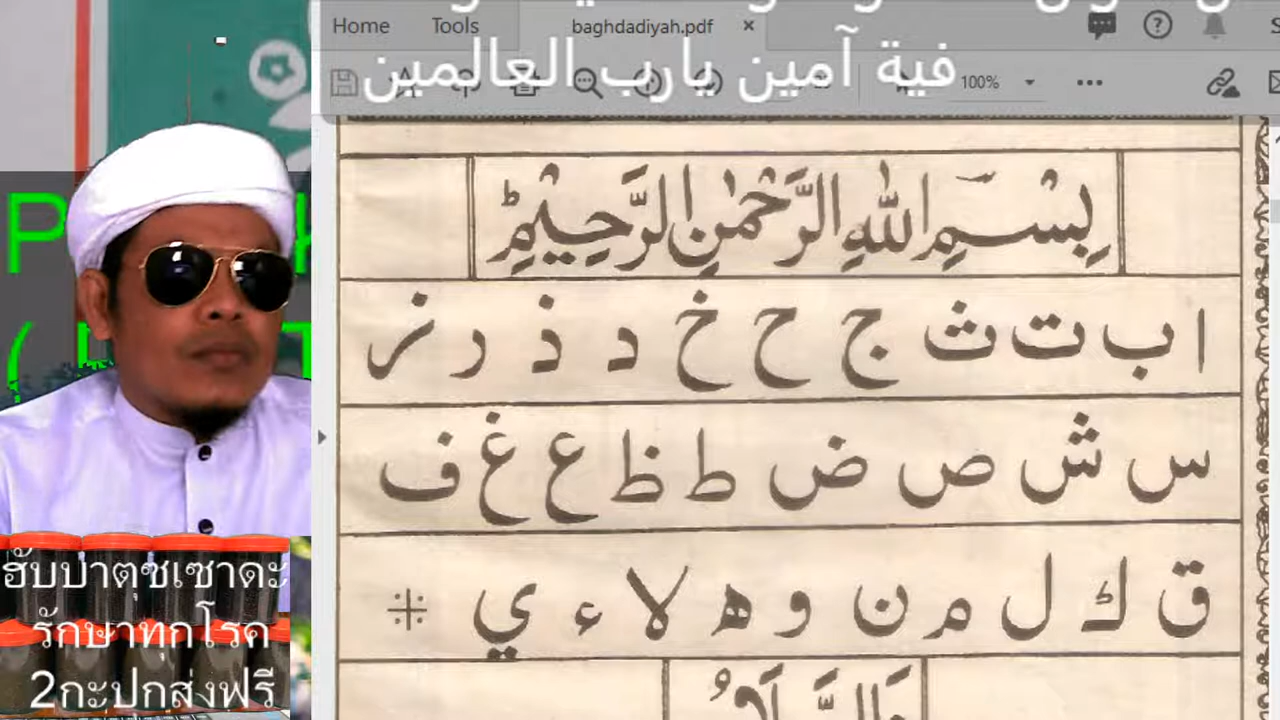 Home Tools baghdadiyah.pdf ×
فية آمين يارب العالمين
100%
بِسْمِ اللهِ الرَّحْمٰنِ الرَّحِيْمِ
ا ب ت ث ج ح خ د ذ ر ز
س ش ص ض ط ظ ع غ ف
ق ك ل م ن و ه لا ء ي
ฮับบาตุซเซาดะ
รักษาทุกโรค
2กะปุกส่งฟรี